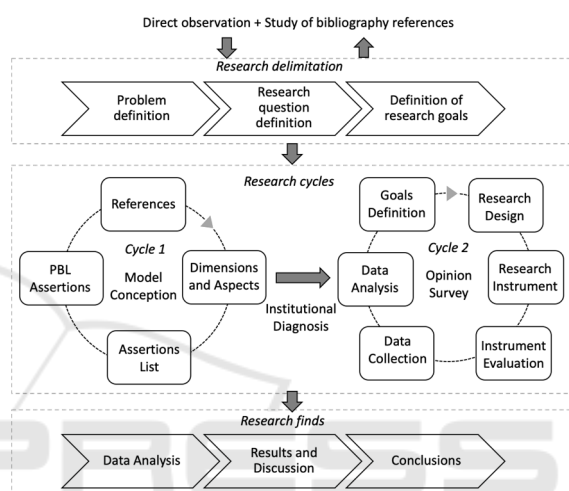 Direct observation + Study of bibliography references
Research delimitation
Problem
definition
Research
question
definition
Definition of
research goals
Research cycles
References
Cycle 1
Model
Conception
PBL
Assertions
Dimensions
and Aspects
Assertions
List
Institutional
Diagnosis
Goals
Definition
Research
Design
Cycle 2
Opinion
Survey
Data
Analysis
Research
Instrument
Data
Collection
Instrument
Evaluation
Research finds
Data Analysis
Results and
Discussion
Conclusions
PRESS